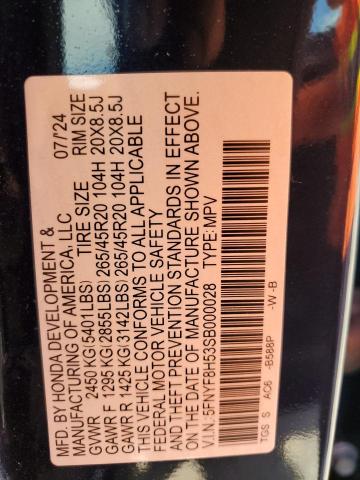 MFD. BY HONDA DEVELOPMENT & 07/24
MANUFACTURING OF AMERICA, LLC
TIRE SIZE RIM SIZE
GVWR 2450 KG(5401LBS)
GAWR F 1295 KG(2855LBS) 265/45R20 104H 20X8.5J
GAWR R 1425 KG(3142LBS) 265/45R20 104H 20X8.5J
THIS VEHICLE CONFORMS TO ALL APPLICABLE
FEDERAL MOTOR VEHICLE SAFETY
AND THEFT PREVENTION STANDARDS IN EFFECT
ON THE DATE OF MANUFACTURE SHOWN ABOVE.
V.I.N.: 5FNYF8H53SB000028 TYPE: MPV
TGS S AC6 -B588P -W-B